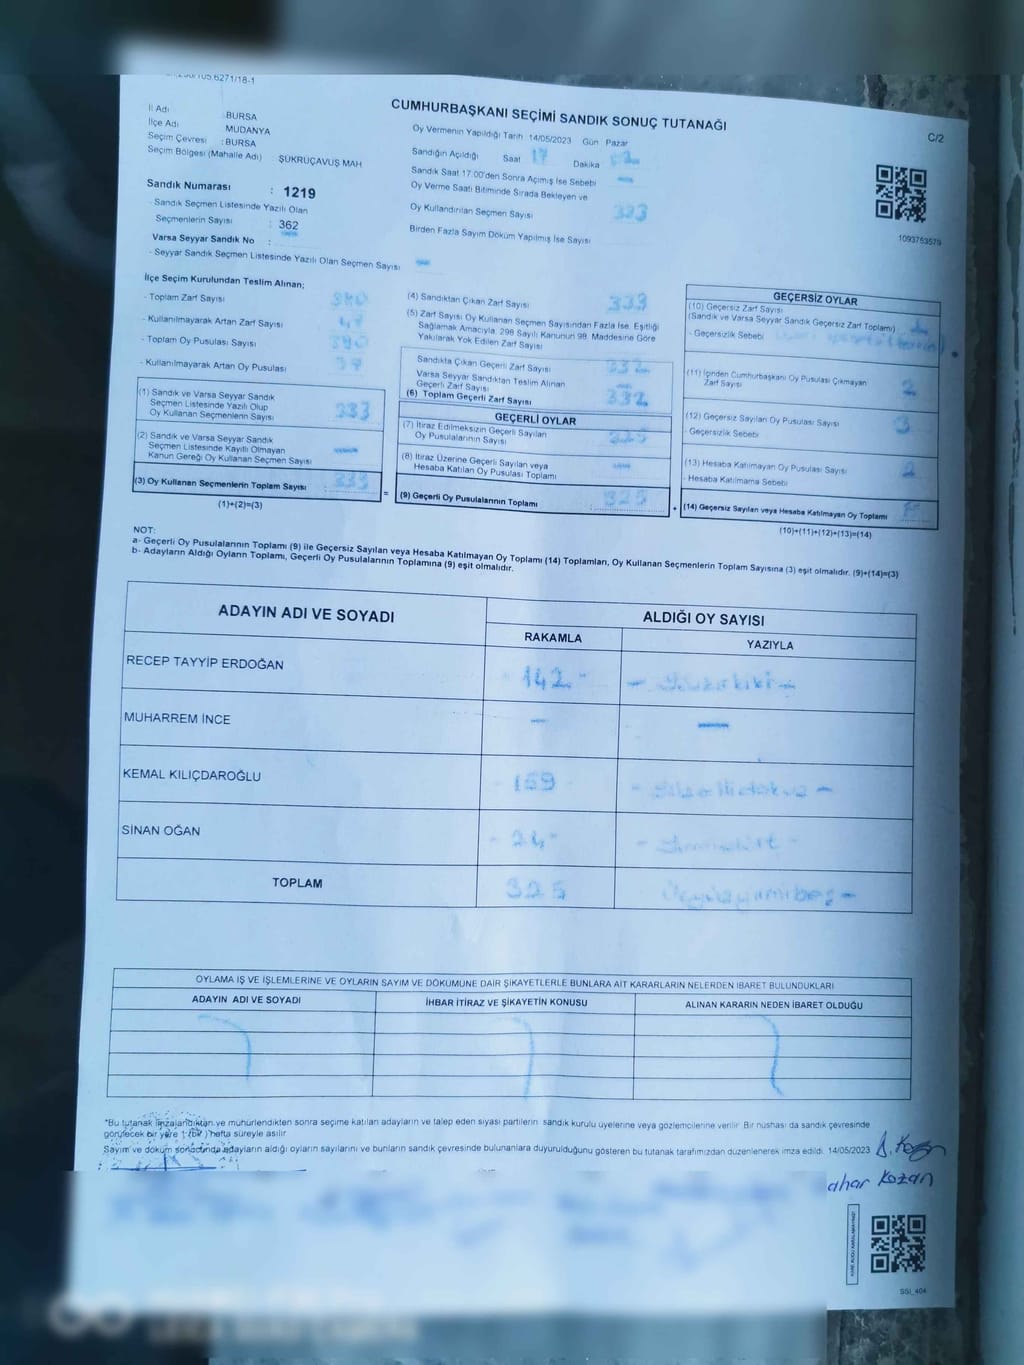 CUMHURBAŞKANI SEÇİMİ SANDIK SONUÇ TUTANAĞI
C/2
İl Adı : BURSA
İlçe Adı MUDANYA
Seçim Çevresi : BURSA
Seçim Bölgesi (Mahalle Adı) : ŞÜKRÜÇAVUŞ MAH
Sandık Numarası : 1219
- Sandık Seçmen Listesinde Yazılı Olan
Seçmenlerin Sayısı : 362
Varsa Seyyar Sandık No :
- Seyyar Sandık Seçmen Listesinde Yazılı Olan Seçmen Sayısı
Oy Vermenin Yapıldığı Tarih 14/05/2023 Gün Pazar
Sandığın Açıldığı Saat 17 Dakika
Sandık Saat 17:00'den Sonra Açımış İse Sebebi
Oy Verme Saati Bitiminde Sırada Bekleyen ve
Oy Kullandırılan Seçmen Sayısı
Birden Fazla Sayım Döküm Yapılmış İse Sayısı
1093753579
İlçe Seçim Kurulundan Teslim Alınan;
- Toplam Zarf Sayısı
- Kullanılmayarak Artan Zarf Sayısı
- Toplam Oy Pusulası Sayısı
- Kullanılmayarak Artan Oy Pusulası
(1) Sandık ve Varsa Seyyar Sandık
Seçmen Listesinde Yazılı Olup
Oy Kullanan Seçmenlerin Sayısı 333
(2) Sandık ve Varsa Seyyar Sandık
Seçmen Listesinde Kayıtlı Olmayan
Kanun Gereği Oy Kullanan Seçmen Sayısı
(3) Oy Kullanan Seçmenlerin Toplam Sayısı 333
(1)+(2)=(3)
(4) Sandıktan Çıkan Zarf Sayısı 333
(5) Zarf Sayısı Oy Kullanan Seçmen Sayısından Fazla İse, Eşitliği
Sağlamak Amacıyla, 298 Sayılı Kanunun 98. Maddesine Göre
Yakılarak Yok Edilen Zarf Sayısı
Sandıkta Çıkan Geçerli Zarf Sayısı 332
Varsa Seyyar Sandıktan Teslim Alınan
Geçerli Zarf Sayısı
(6) Toplam Geçerli Zarf Sayısı 332
GEÇERLİ OYLAR
(7) İtiraz Edilmeksizin Geçerli Sayılan
Oy Pusulalarının Sayısı 325
(8) İtiraz Üzerine Geçerli Sayılan veya
Hesaba Katılan Oy Pusulası Toplamı
= (9) Geçerli Oy Pusulalarının Toplamı : 325
GEÇERSİZ OYLAR
(10) Geçersiz Zarf Sayısı
(Sandık ve Varsa Seyyar Sandık Geçersiz Zarf Toplamı)
- Geçersizlik Sebebi
(11) İçinden Cumhurbaşkanı Oy Pusulası Çıkmayan
Zarf Sayısı 2
(12) Geçersiz Sayılan Oy Pusulası Sayısı 3
- Geçersizlik Sebebi
(13) Hesaba Katılmayan Oy Pusulası Sayısı 2
- Hesaba Katılmama Sebebi
+ (14) Geçersiz Sayılan veya Hesaba Katılmayan Oy Toplamı
(10)+(11)+(12)+(13)=(14)
NOT:
a- Geçerli Oy Pusulalarının Toplamı (9) ile Geçersiz Sayılan veya Hesaba Katılmayan Oy Toplamı (14) Toplamları, Oy Kullanan Seçmenlerin Toplam Sayısına (3) eşit olmalıdır. (9)+(14)=(3)
b- Adayların Aldığı Oyların Toplamı, Geçerli Oy Pusulalarının Toplamına (9) eşit olmalıdır.
ADAYIN ADI VE SOYADI ALDIĞI OY SAYISI
RAKAMLA YAZIYLA
RECEP TAYYİP ERDOĞAN - 142 - - Yüzkırkiki -
MUHARREM İNCE - -
KEMAL KILIÇDAROĞLU - 159 - - Yüzellidokuz -
SİNAN OĞAN - 24 - - Yirmidört -
TOPLAM 325 Üçyüzyirmibeş -
OYLAMA İŞ VE İŞLEMLERİNE VE OYLARIN SAYIM VE DÖKÜMÜNE DAİR ŞİKAYETLERLE BUNLARA AİT KARARLARIN NELERDEN İBARET BULUNDUKLARI
ADAYIN ADI VE SOYADI İHBAR İTİRAZ VE ŞİKAYETİN KONUSU ALINAN KARARIN NEDEN İBARET OLDUĞU
*Bu tutanak imzalandıktan ve mühürlendikten sonra seçime katılan adayların ve talep eden siyasi partilerin sandık kurulu üyelerine veya gözlemcilerine verilir. Bir nüshası da sandık çevresinde
görülecek bir yere 1 (bir) hafta süreyle asılır
Sayım ve döküm sonucunda adayların aldığı oyların sayılarını ve bunların sandık çevresinde bulunanlara duyurulduğunu gösteren bu tutanak tarafımızdan düzenlenerek imza edildi. 14/05/2023
ahar Kozan
SSİ_404